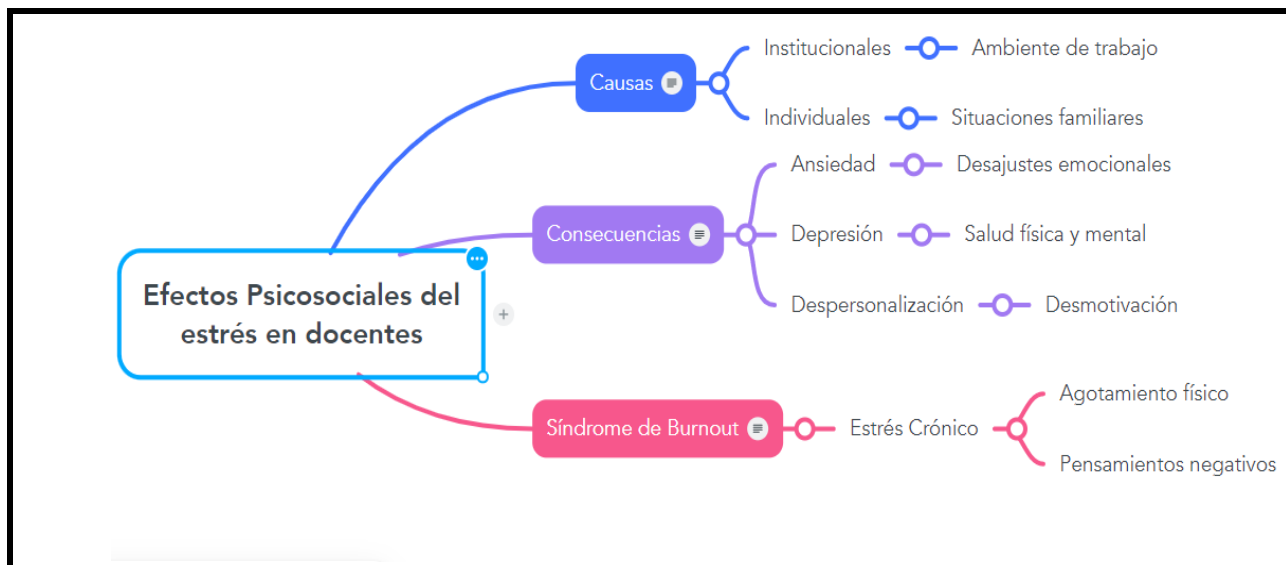 Efectos Psicosociales del
estrés en docentes
Causas
Institucionales
Ambiente de trabajo
Individuales
Situaciones familiares
Consecuencias
Ansiedad
Desajustes emocionales
Depresión
Salud física y mental
Despersonalización
Desmotivación
Síndrome de Burnout
Estrés Crónico
Agotamiento físico
Pensamientos negativos